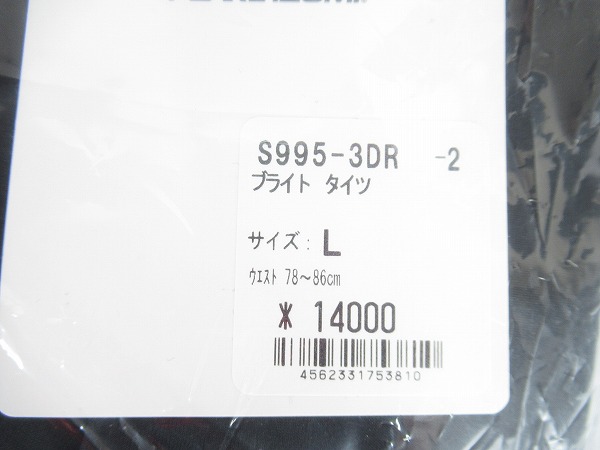 S995-3DR -2
ブライト タイツ
サイズ: L
ウエスト 78～86cm
¥ 14000
4562331753810